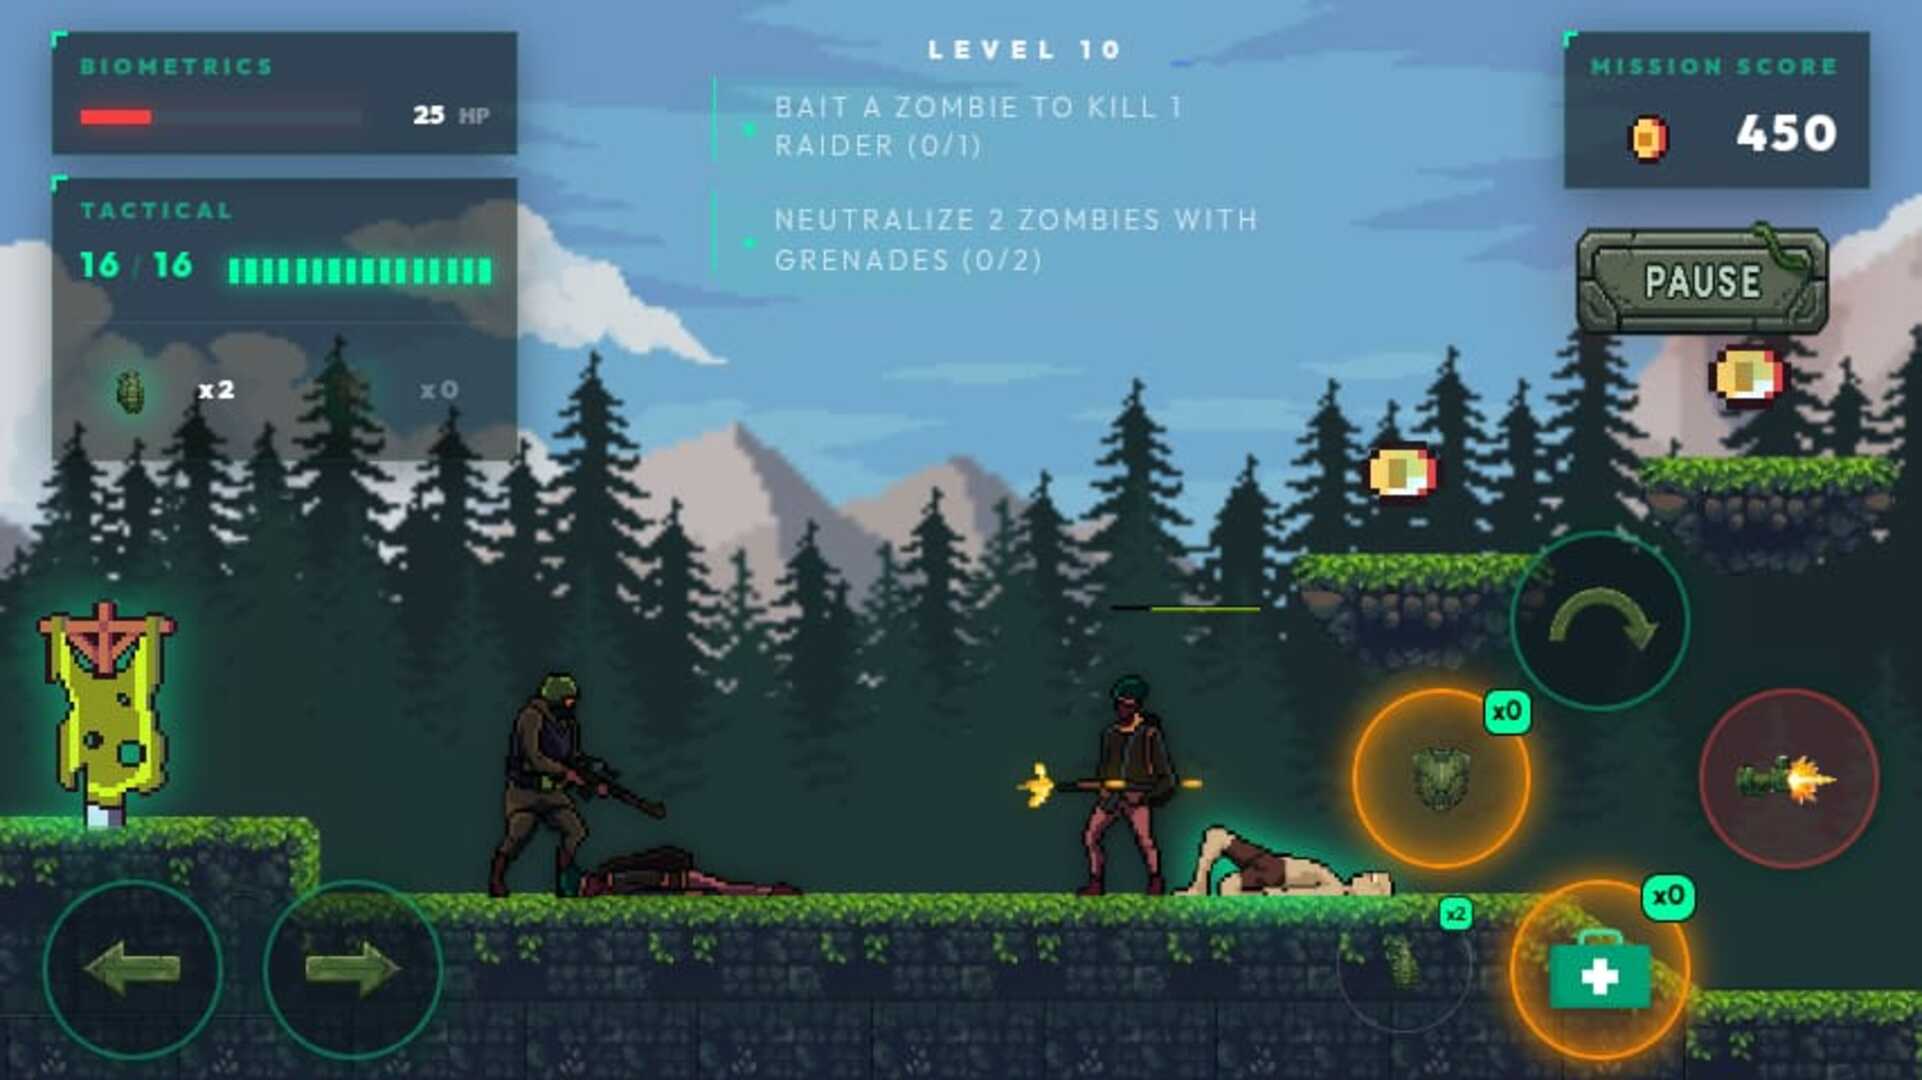 BIOMETRICS
25 HP
TACTICAL
16 / 16
x2
x0
LEVEL 10
BAIT A ZOMBIE TO KILL 1
RAIDER (0/1)
NEUTRALIZE 2 ZOMBIES WITH
GRENADES (0/2)
MISSION SCORE
450
PAUSE
x0
x2
x0